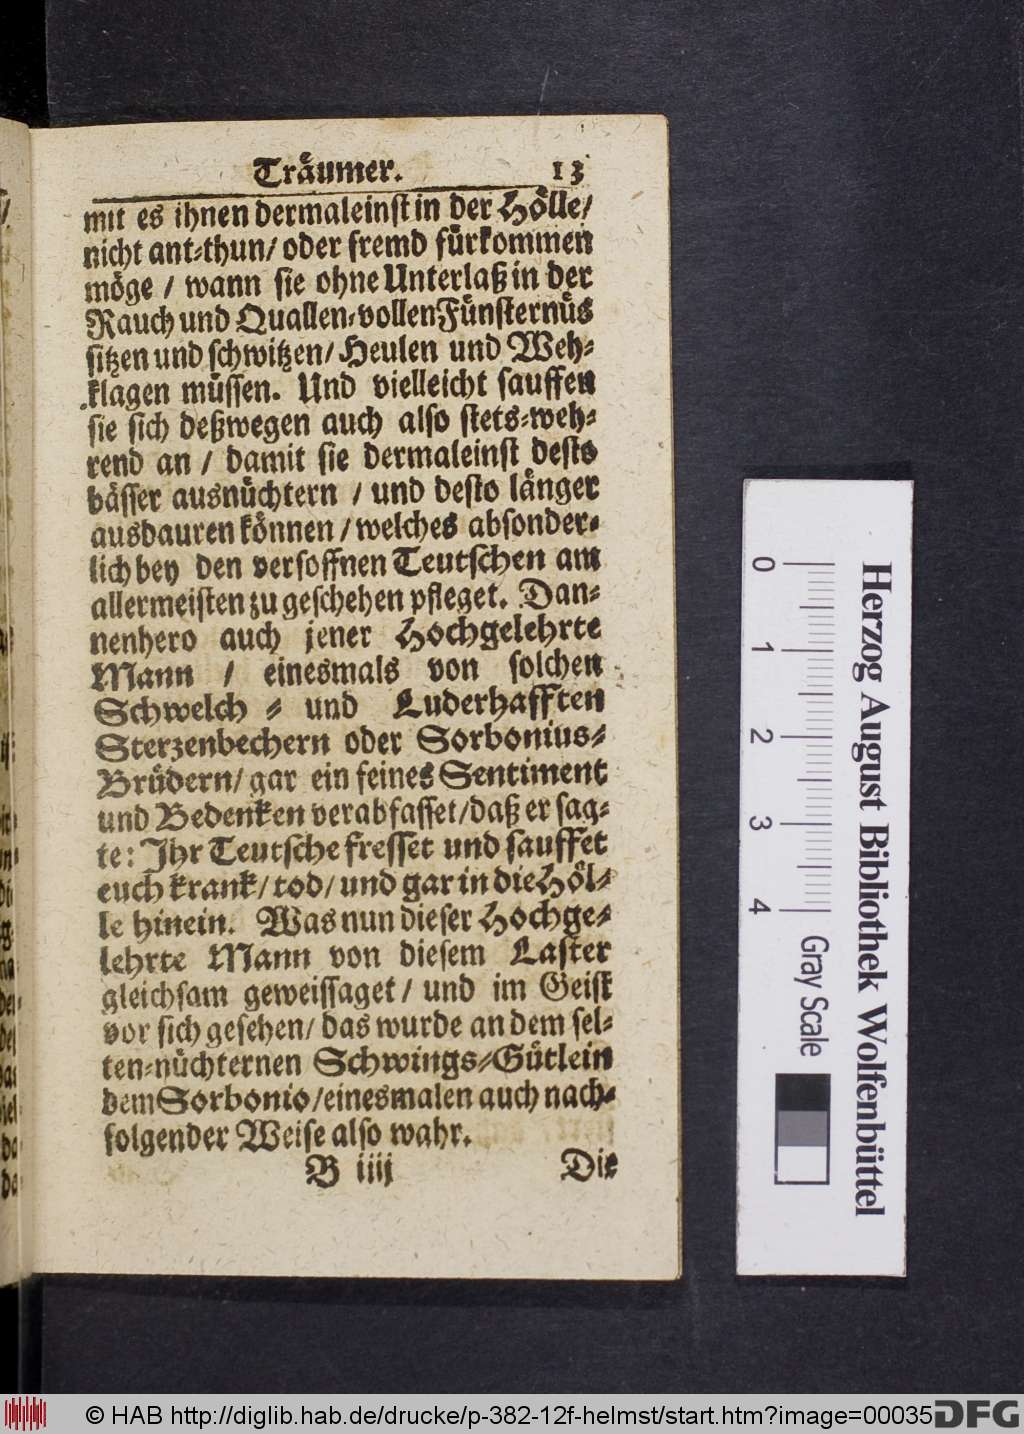 Träumer. 13
mit es ihnen dermaleinst in der Hölle/
nicht ant-thun/ oder fremd fürkommen
möge / wann sie ohne Unterlaß in der
Rauch und Quallen-vollen Fünsternüs
sitzen und schwitzen/ Heulen und Weh-
klagen müssen. Und vielleicht sauffen
sie sich deßwegen auch also stets-weh-
rend an / damit sie dermaleinst desto
bässer ausnüchtern / und desto länger
ausdauren können / welches absonder-
lich bey den versoffnen Teutschen am
allermeisten zu geschehen pfleget. Dan-
nenhero auch jener Hochgelehrte
Mann / einesmals von solchen
Schwelch - und Luderhafften
Sterzenbechern oder Sorbonius-
Brüdern/ gar ein feines Sentiment
und Bedenken verabfasset/ daß er sag-
te: Ihr Teutsche fresset und sauffet
euch krank/ tod/ und gar in die Höl-
le hinein. Was nun dieser Hochge-
lehrte Mann von diesem Laster
gleichsam geweissaget/ und im Geist
vor sich gesehen/ das wurde an dem sel-
ten-nüchternen Schwings-Gütlein
dem Sorbonio/ einesmalen auch nach-
folgender Weise also wahr.
B iiij Die
0 1 2 3 4
Gray Scale
Herzog August Bibliothek Wolfenbüttel
© HAB http://diglib.hab.de/drucke/p-382-12f-helmst/start.htm?image=00035
DFG